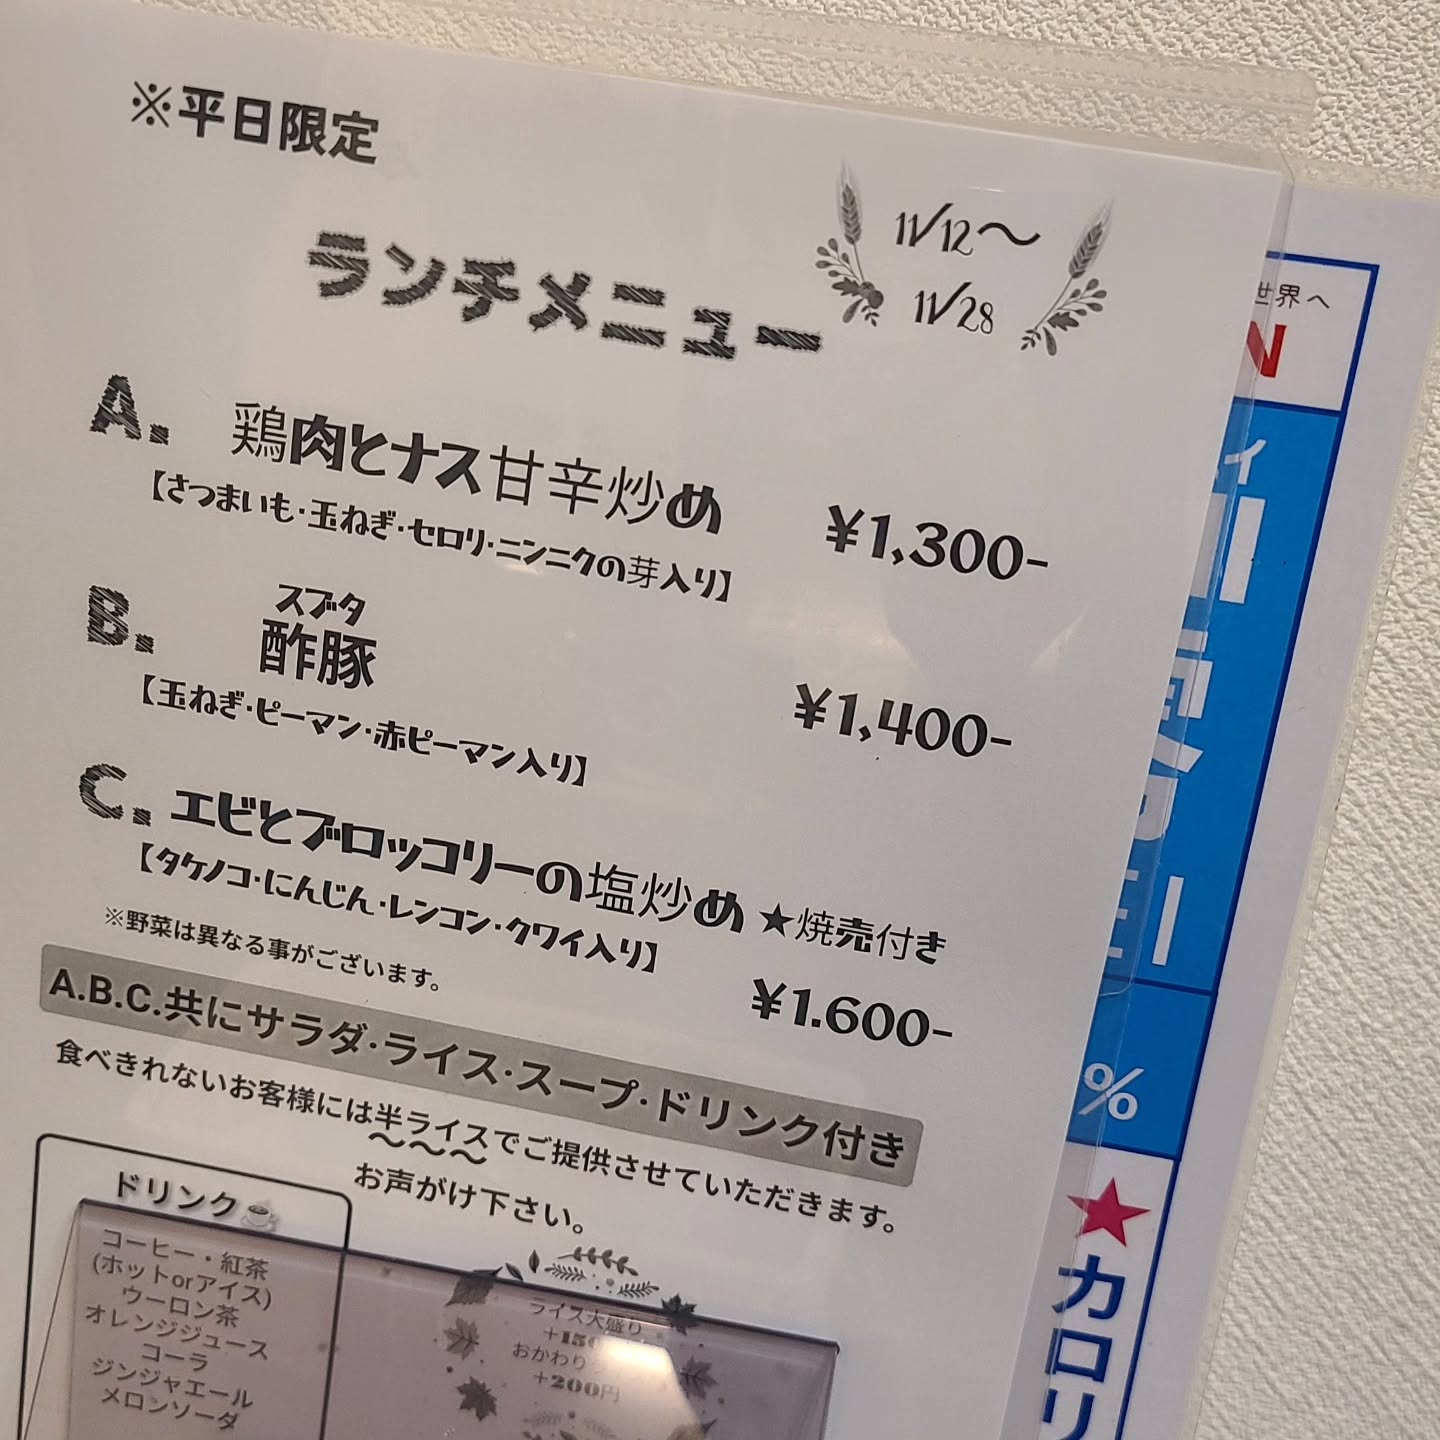 ※平日限定
ランチメニュー
11/12〜
11/28
A. 鶏肉とナス甘辛炒め
【さつまいも・玉ねぎ・セロリ・ニンニクの芽入り】
¥1,300-
スブタ
B. 酢豚
【玉ねぎ・ピーマン・赤ピーマン入り】
¥1,400-
C. エビとブロッコリーの塩炒め ★焼売付き
【タケノコ・にんじん・レンコン・クワイ入り】
¥1.600-
※野菜は異なる事がございます。
A.B.C.共にサラダ・ライス・スープ・ドリンク付き
食べきれないお客様には半ライスでご提供させていただきます。
お声がけ下さい。
ドリンク
コーヒー・紅茶
(ホットorアイス)
ウーロン茶
オレンジジュース
コーラ
ジンジャエール
メロンソーダ
ライス大盛り
おかわり
+200円
世界へ
N
%
★カロリ